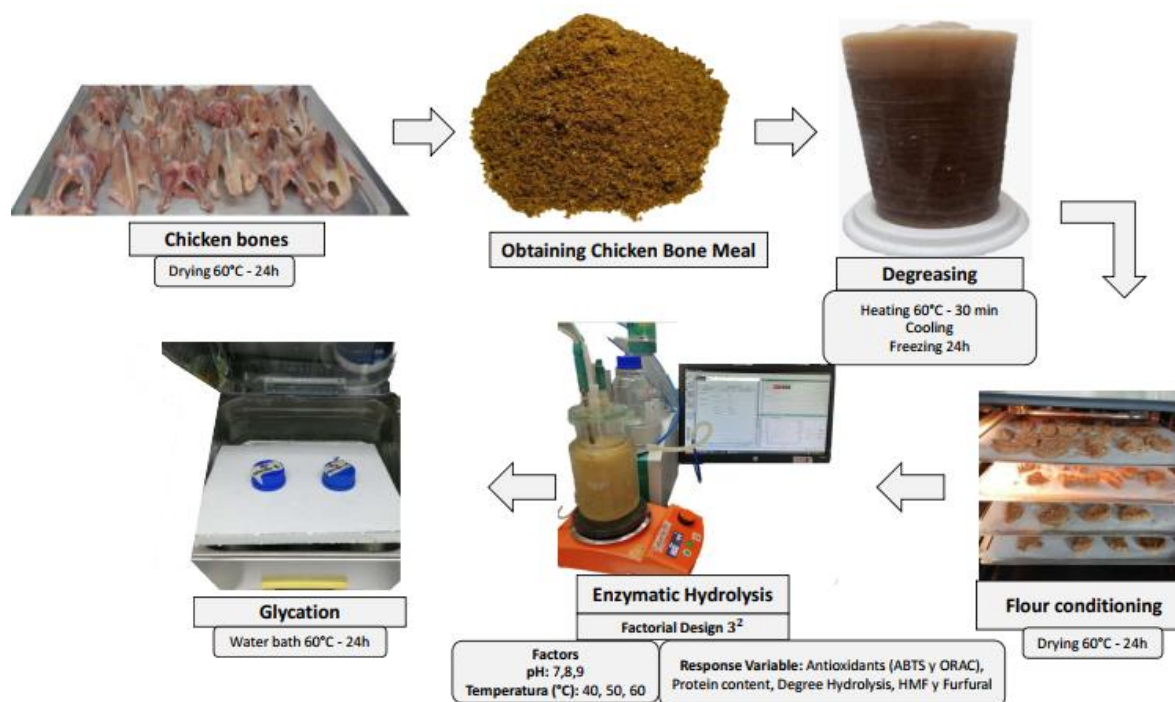 Chicken bones
Drying 60°C - 24h
Obtaining Chicken Bone Meal
Degreasing
Heating 60°C - 30 min
Cooling
Freezing 24h
Flour conditioning
Drying 60°C - 24h
Enzymatic Hydrolysis
Factorial Design 3²
Factors
pH: 7,8,9
Temperatura (°C): 40, 50, 60
Response Variable: Antioxidants (ABTS y ORAC),
Protein content, Degree Hydrolysis, HMF y Furfural
Glycation
Water bath 60°C - 24h